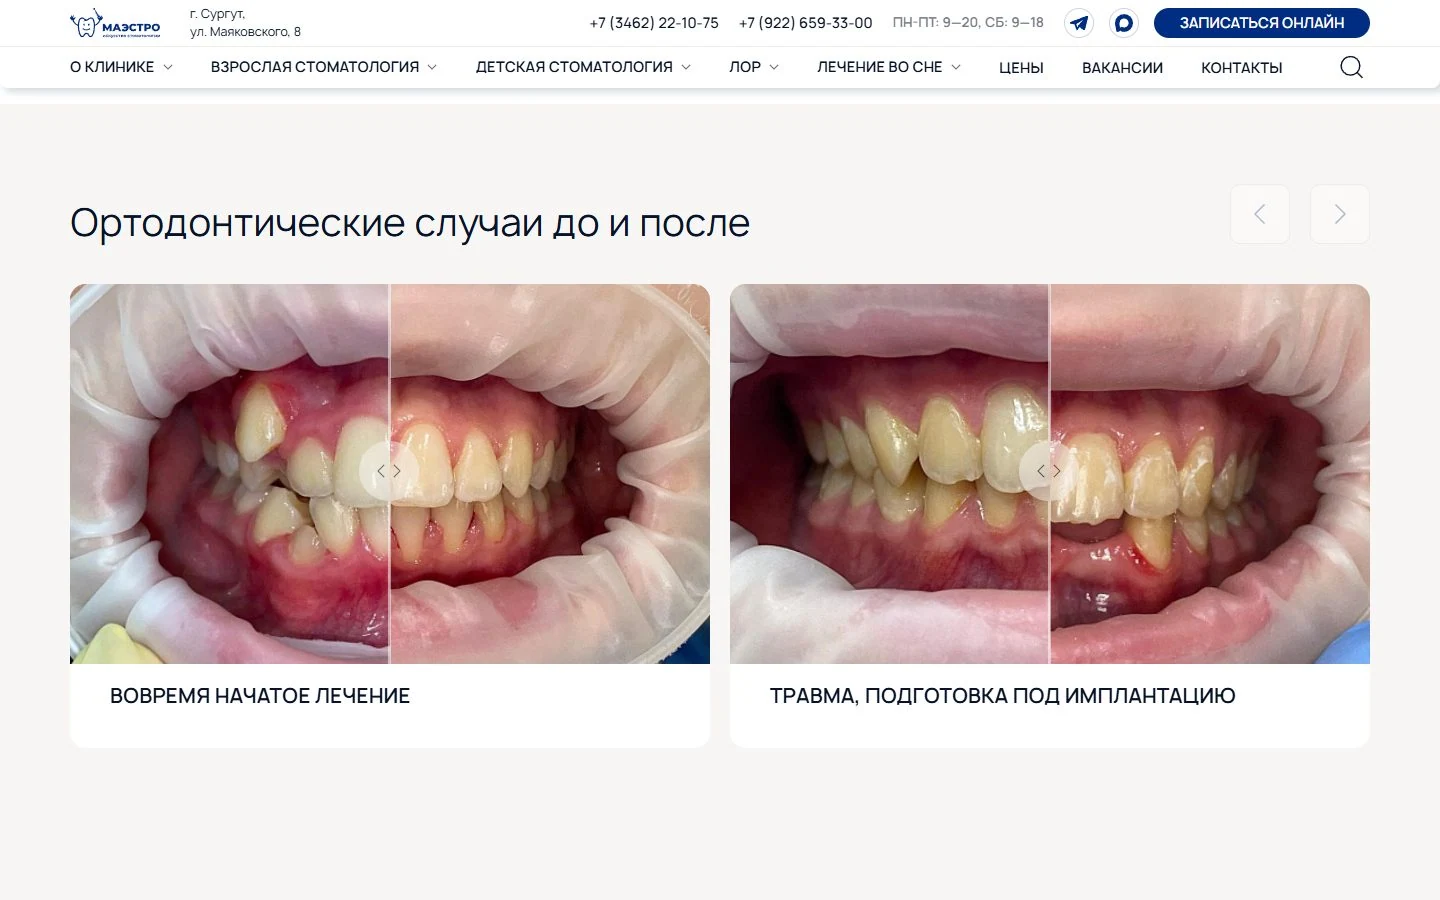 МАЭСТРО
г. Сургут,
ул. Маяковского, 8
+7 (3462) 22-10-75
+7 (922) 659-33-00
ПН-ПТ: 9—20, СБ: 9—18
ЗАПИСАТЬСЯ ОНЛАЙН
О КЛИНИКЕ
ВЗРОСЛАЯ СТОМАТОЛОГИЯ
ДЕТСКАЯ СТОМАТОЛОГИЯ
ЛОР
ЛЕЧЕНИЕ ВО СНЕ
ЦЕНЫ
ВАКАНСИИ
КОНТАКТЫ
Ортодонтические случаи до и после
ВОВРЕМЯ НАЧАТОЕ ЛЕЧЕНИЕ
ТРАВМА, ПОДГОТОВКА ПОД ИМПЛАНТАЦИЮ